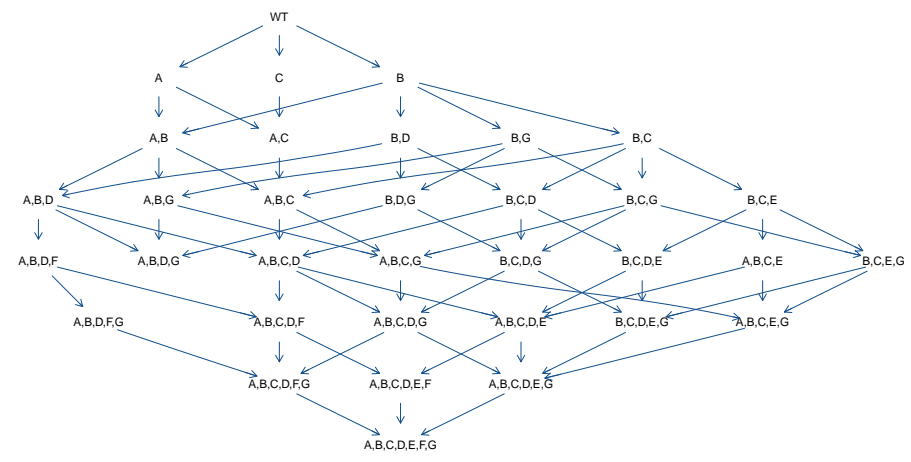 WT
A C B
A,B A,C B,D B,G B,C
A,B,D A,B,G A,B,C B,D,G B,C,D B,C,G B,C,E
A,B,D,F A,B,D,G A,B,C,D A,B,C,G B,C,D,G B,C,D,E A,B,C,E B,C,E,G
A,B,D,F,G A,B,C,D,F A,B,C,D,G A,B,C,D,E B,C,D,E,G A,B,C,E,G
A,B,C,D,F,G A,B,C,D,E,F A,B,C,D,E,G
A,B,C,D,E,F,G